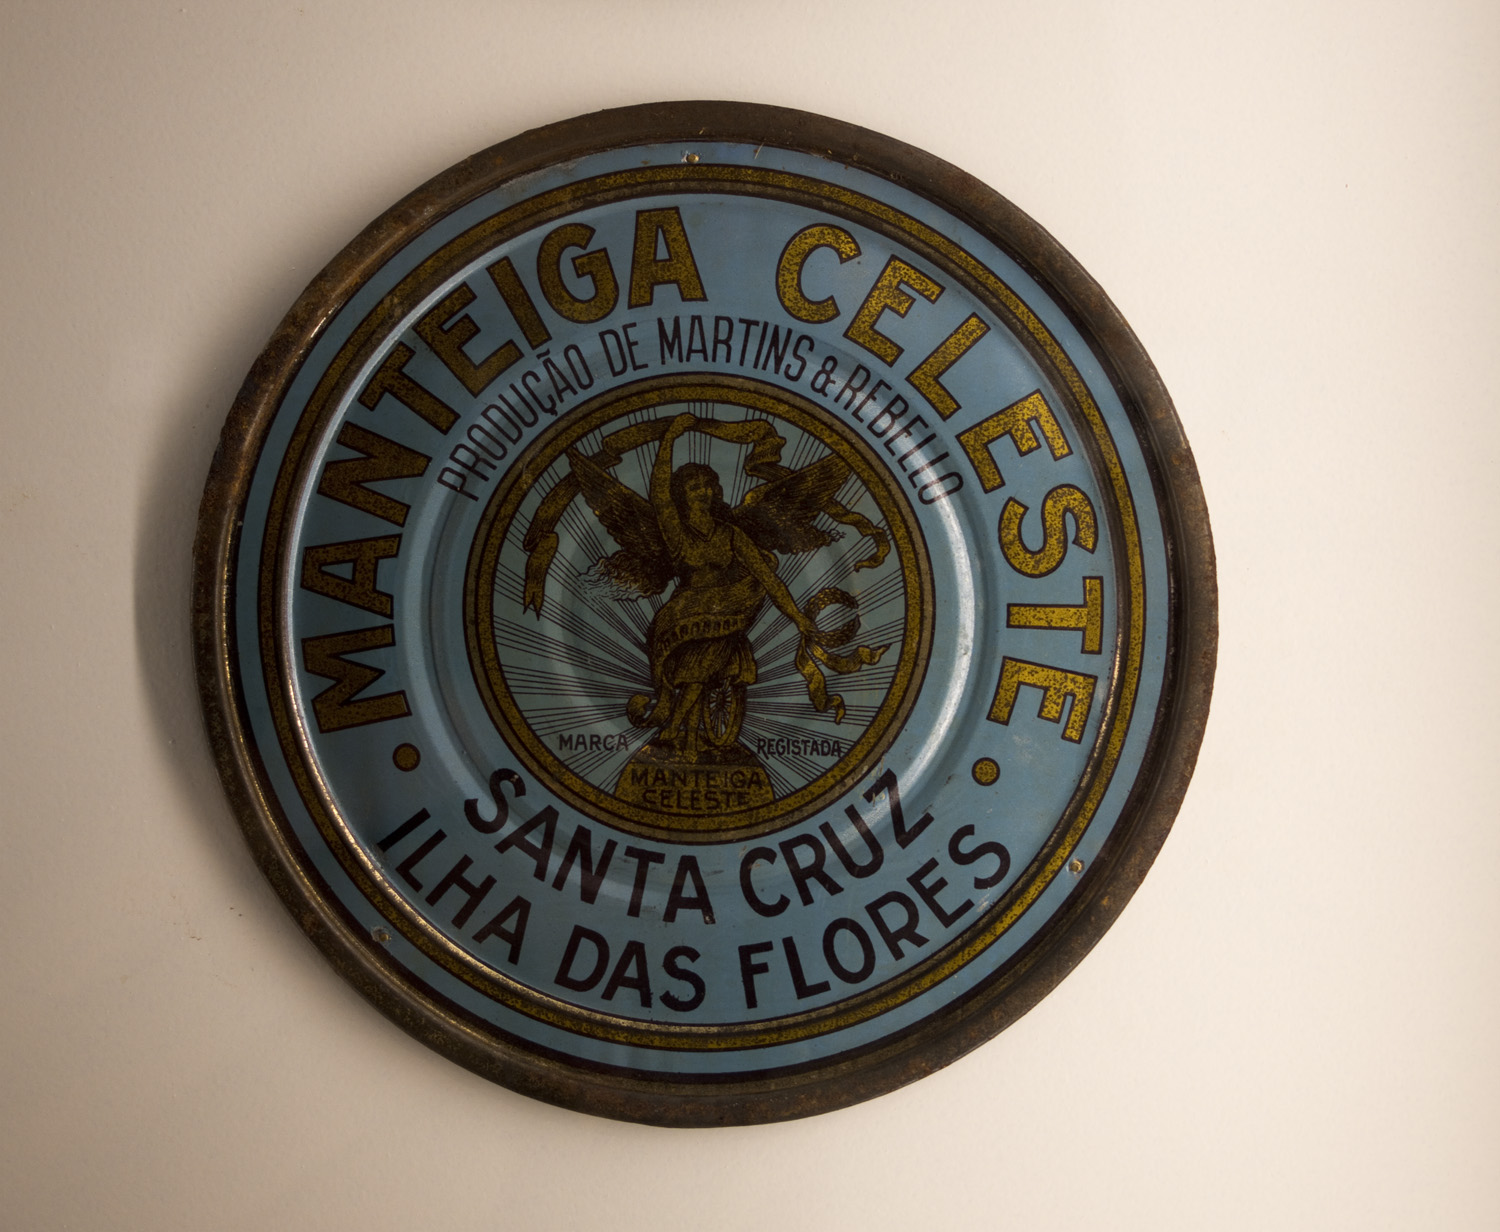 MANTEIGA CELESTE
PRODUÇÃO DE MARTINS & REBELLO
MARCA REGISTADA
MANTEIGA
CELESTE
SANTA CRUZ
ILHA DAS FLORES